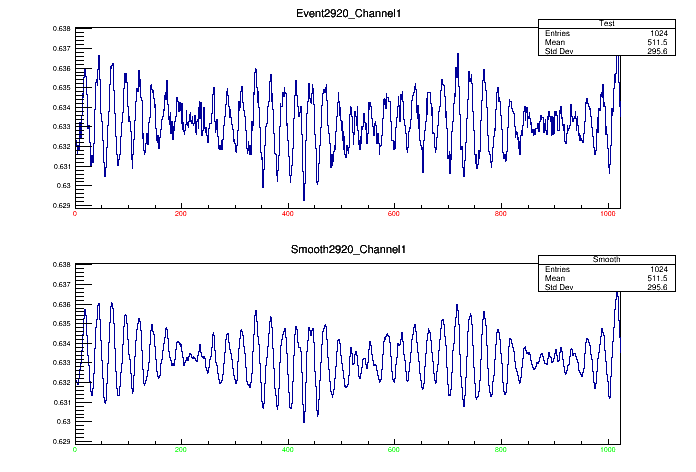 Event2920_Channel1
Test
Entries 1024
Mean 511.5
Std Dev 295.6
0.638
0.637
0.636
0.635
0.634
0.633
0.632
0.631
0.63
0.629
0 200 400 600 800 1000
Smooth2920_Channel1
Smooth
Entries 1024
Mean 511.5
Std Dev 295.6
0.638
0.637
0.636
0.635
0.634
0.633
0.632
0.631
0.63
0.629
0 200 400 600 800 1000